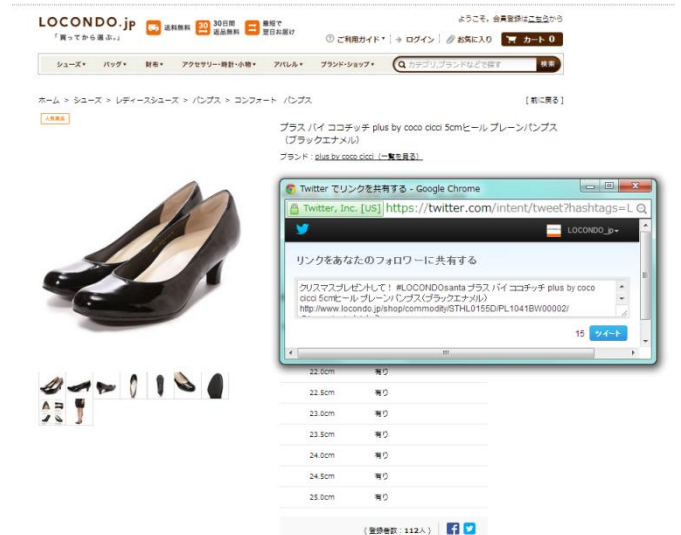 LOCONDO.jp
「買ってから選ぶ。」
送料無料
30 30日間 返品無料
最短で 翌日お届け
ようこそ。会員登録はこちらから
ご利用ガイド
ログイン
お気に入り
カート 0
シューズ▾ バッグ▾ 財布▾ アクセサリー・時計・小物▾ アパレル▾ ブランド・ショップ▾
カテゴリ,ブランドなどで探す
検索
ホーム > シューズ > レディースシューズ > パンプス > コンフォート パンプス
[ 前に戻る ]
人気商品
プラス バイ ココチッチ plus by coco cicci 5cmヒール プレーンパンプス
（ブラックエナメル）
ブランド : plus by coco cicci（一覧を見る）
Twitter でリンクを共有する - Google Chrome
Twitter, Inc. [US] https://twitter.com/intent/tweet?hashtags=L
LOCONDO_jp▾
リンクをあなたのフォロワーに共有する
クリスマスプレゼントして！ #LOCONDOsanta プラス バイ ココチッチ plus by coco
cicci 5cmヒール プレーンパンプス(ブラックエナメル)
http://www.locondo.jp/shop/commodity/STHL0155D/PL1041BW00002/
15 ツイート
22.0cm 有り
22.5cm 有り
23.0cm 有り
23.5cm 有り
24.0cm 有り
24.5cm 有り
25.0cm 有り
( 登録者数 : 112人 )